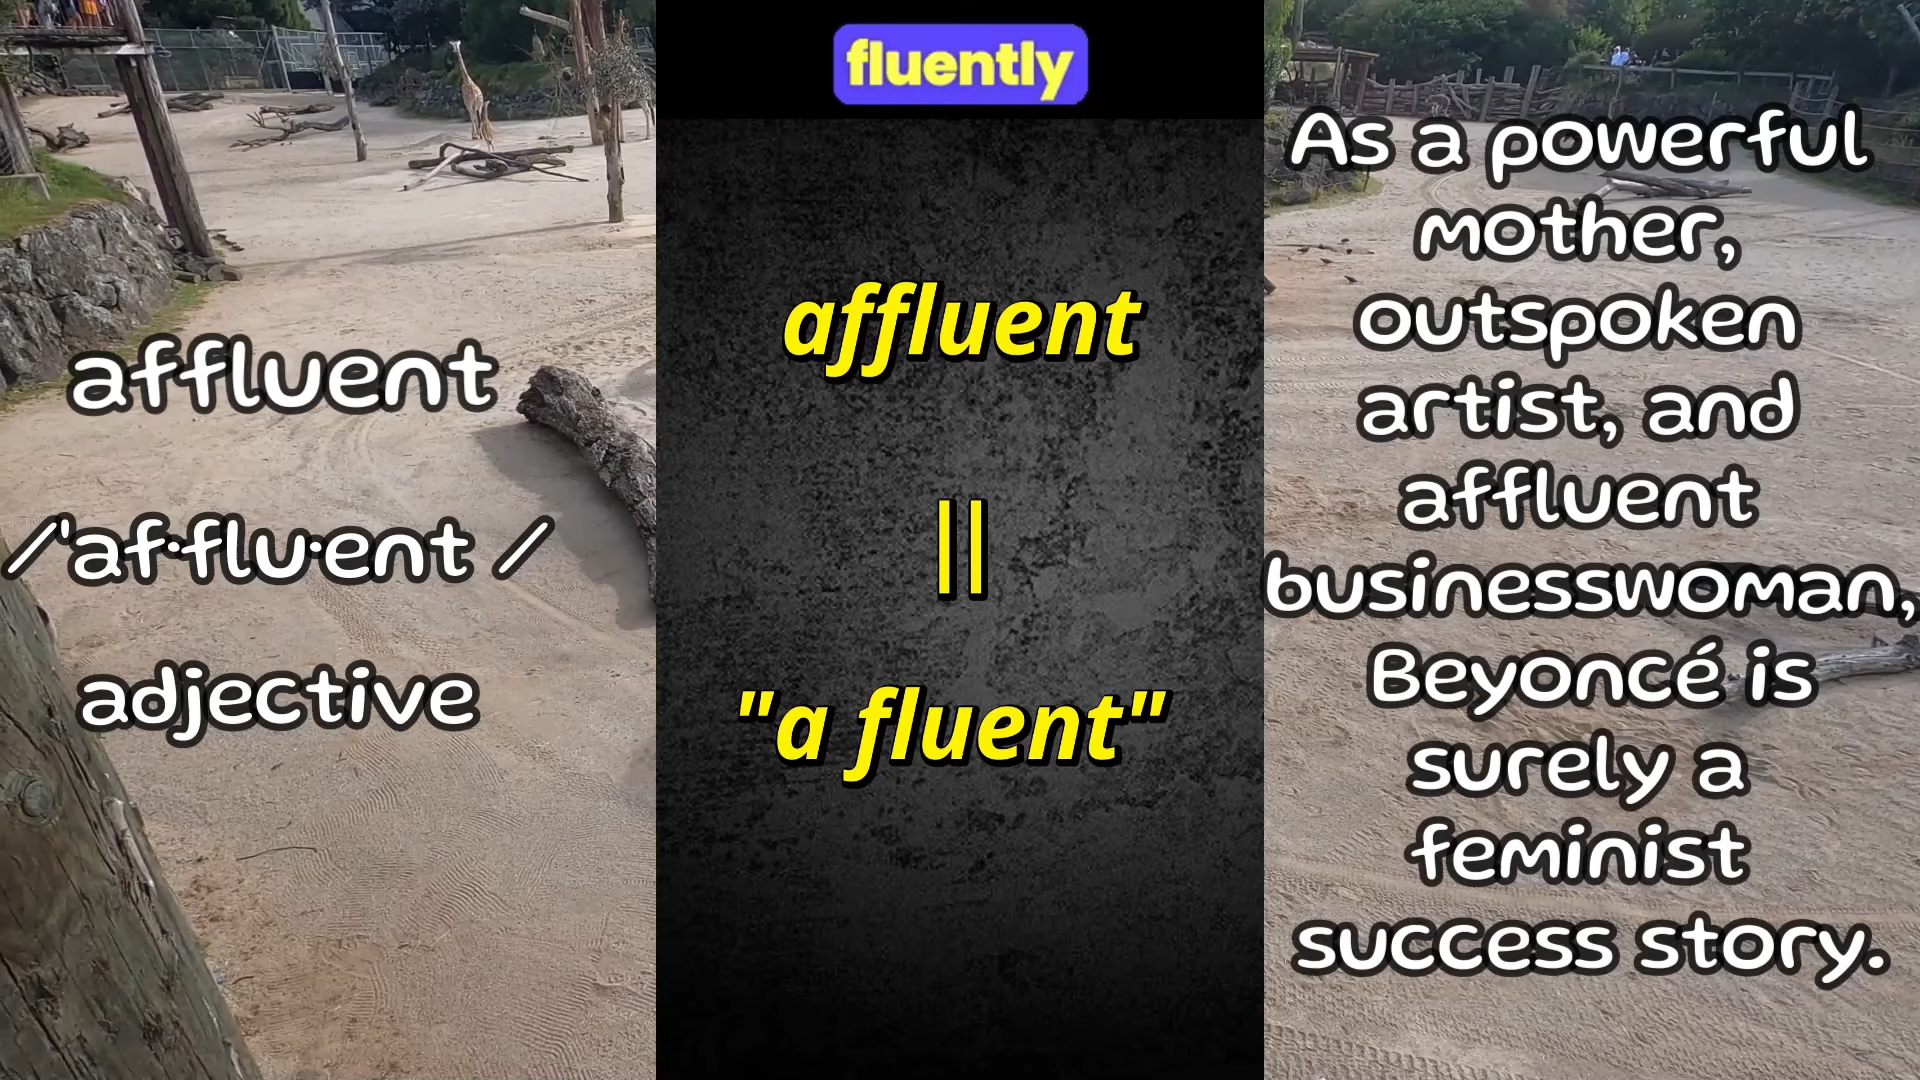 affluent
/'af·flu·ent /
adjective
fluently
affluent
||
"a fluent"
As a powerful
mother,
outspoken
artist, and
affluent
businesswoman,
Beyoncé is
surely a
feminist
success story.